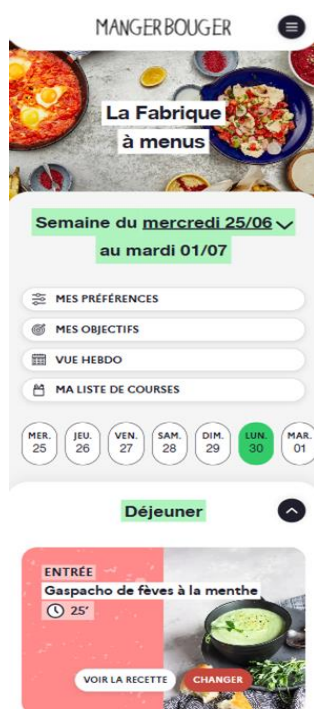 MANGER BOUGER
La Fabrique
à menus
Semaine du mercredi 25/06
au mardi 01/07
MES PRÉFÉRENCES
MES OBJECTIFS
VUE HEBDO
MA LISTE DE COURSES
MER. 25
JEU. 26
VEN. 27
SAM. 28
DIM. 29
LUN. 30
MAR. 01
Déjeuner
ENTRÉE
Gaspacho de fèves à la menthe
25′
VOIR LA RECETTE
CHANGER